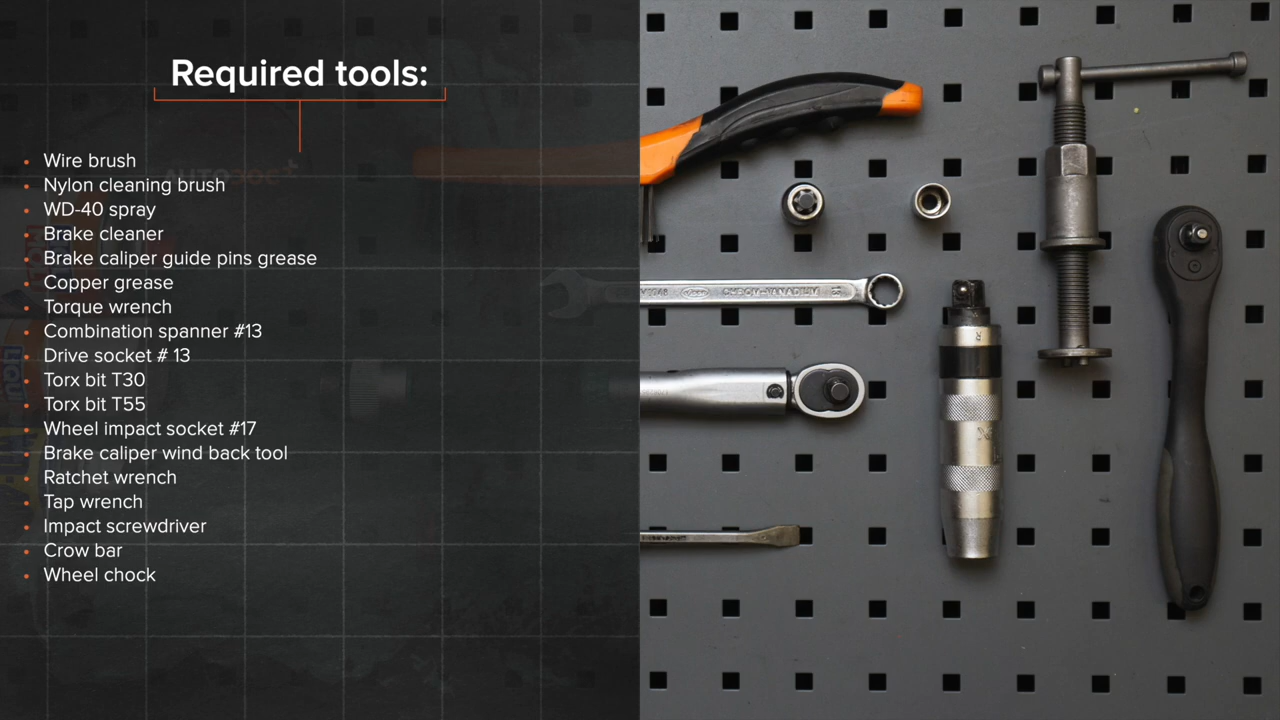 Required tools:
Wire brush
Nylon cleaning brush
WD-40 spray
Brake cleaner
Brake caliper guide pins grease
Copper grease
Torque wrench
Combination spanner #13
Drive socket # 13
Torx bit T30
Torx bit T55
Wheel impact socket #17
Brake caliper wind back tool
Ratchet wrench
Tap wrench
Impact screwdriver
Crow bar
Wheel chock
CHROM-VANADIUM